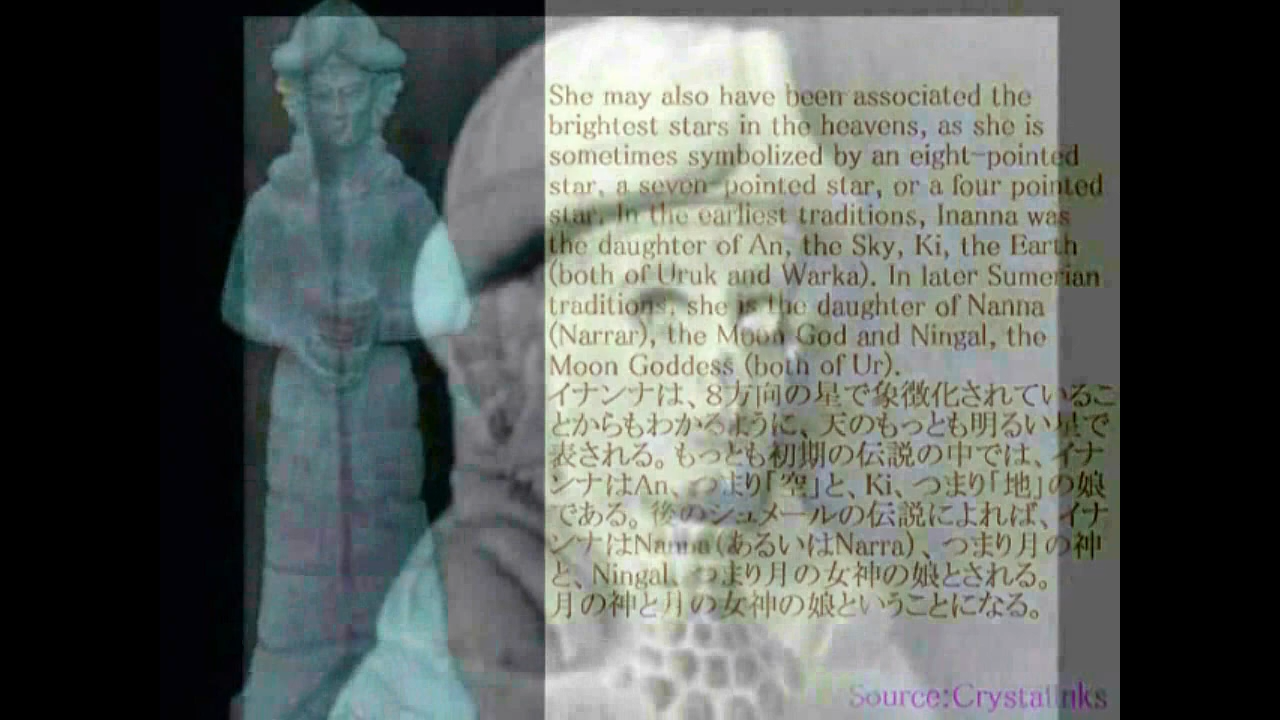 She may also have been associated the
brightest stars in the heavens, as she is
sometimes symbolized by an eight-pointed
star, a seven-pointed star, or a four pointed
star. In the earliest traditions, Inanna was
the daughter of An, the Sky, Ki, the Earth
(both of Uruk and Warka). In later Sumerian
traditions, she is the daughter of Nanna
(Narrar), the Moon God and Ningal, the
Moon Goddess (both of Ur).
イナンナは、8方向の星で象徴化されているこ
とからもわかるように、天のもっとも明るい星で
表される。もっとも初期の伝説の中では、イナ
ンナはAn、つまり「空」と、Ki、つまり「地」の娘
である。後のシュメールの伝説によれば、イナ
ンナはNanna(あるいはNarra)、つまり月の神
と、Ningal、つまり月の女神の娘とされる。
月の神と月の女神の娘ということになる。
Source:Crystalinks